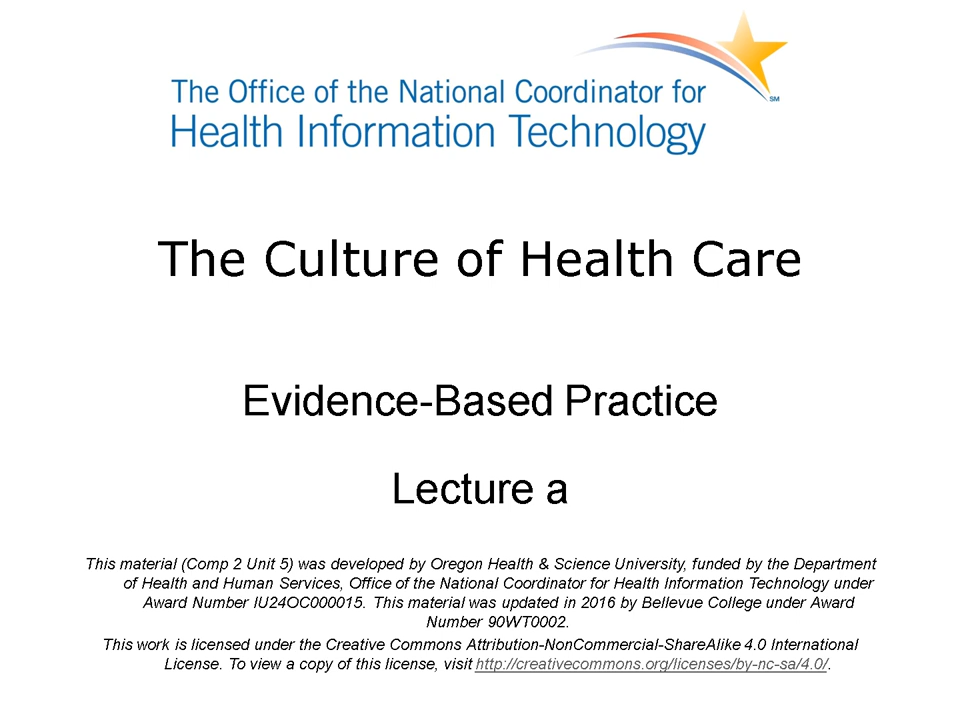 The Office of the National Coordinator for
Health Information Technology
SM
The Culture of Health Care
Evidence-Based Practice
Lecture a
This material (Comp 2 Unit 5) was developed by Oregon Health & Science University, funded by the Department
of Health and Human Services, Office of the National Coordinator for Health Information Technology under
Award Number IU24OC000015. This material was updated in 2016 by Bellevue College under Award
Number 90WT0002.
This work is licensed under the Creative Commons Attribution-NonCommercial-ShareAlike 4.0 International
License. To view a copy of this license, visit http://creativecommons.org/licenses/by-nc-sa/4.0/.